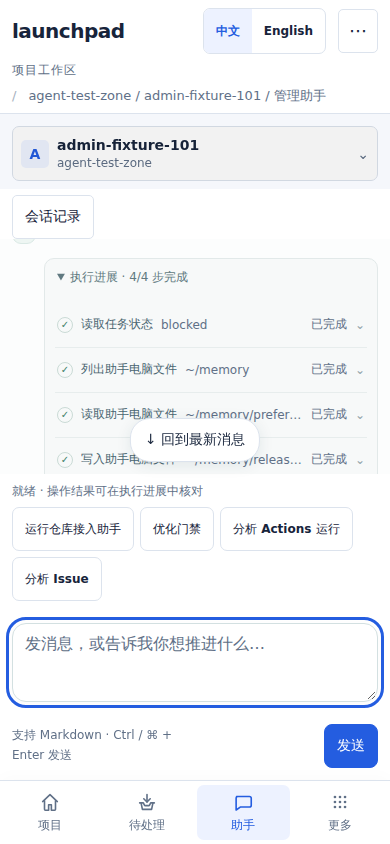 launchpad
中文 English ...
项目工作区
/ agent-test-zone / admin-fixture-101 / 管理助手
A admin-fixture-101
agent-test-zone
会话记录
执行进展 · 4/4 步完成
读取任务状态 blocked 已完成
列出助手电脑文件 ~/memory 已完成
读取助手电脑文件 ~/memory/prefer... 已完成
↓ 回到最新消息
写入助手电脑文件 ~/memory/releas... 已完成
就绪 · 操作结果可在执行进展中核对
运行仓库接入助手 优化门禁 分析 Actions 运行
分析 Issue
发消息，或告诉我你想推进什么...
支持 Markdown · Ctrl / ⌘ +
Enter 发送
发送
项目 待处理 助手 更多